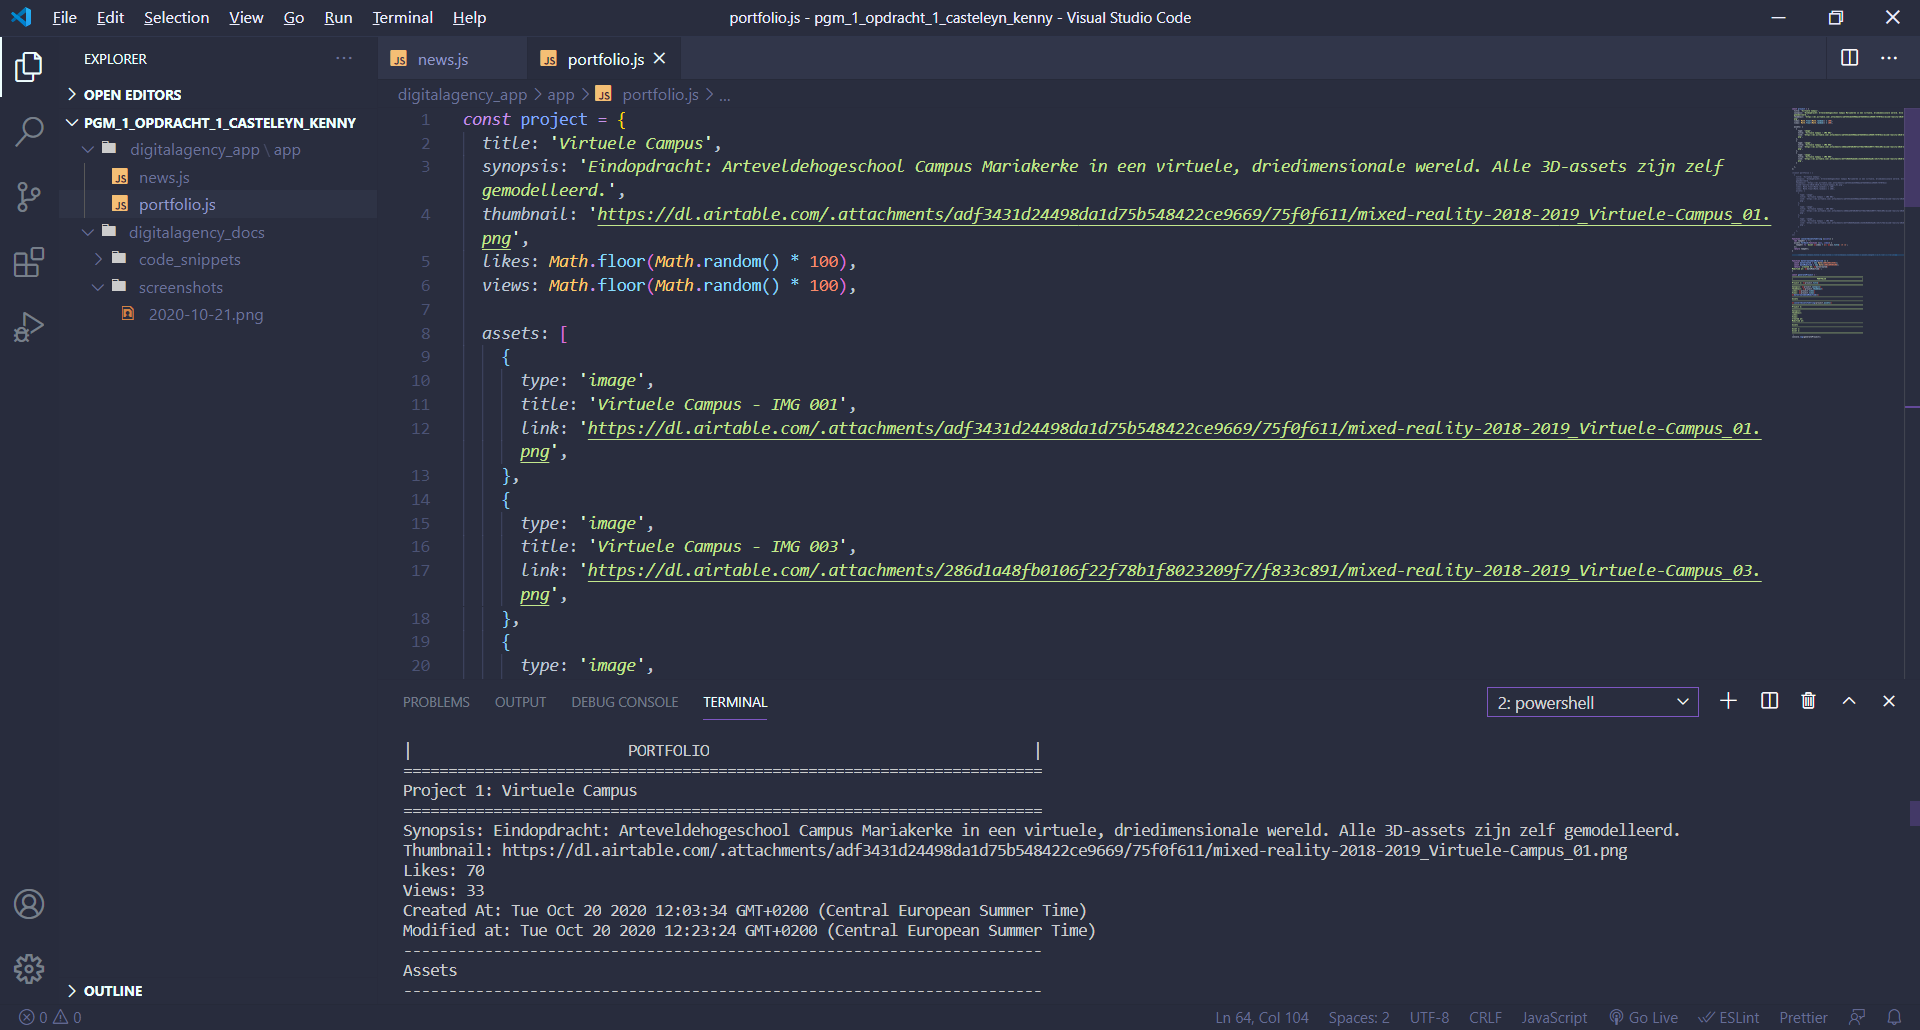 File Edit Selection View Go Run Terminal Help
portfolio.js - pgm_1_opdracht_1_casteleyn_kenny - Visual Studio Code
EXPLORER
OPEN EDITORS
PGM_1_OPDRACHT_1_CASTELEYN_KENNY
digitalagency_app \ app
JS news.js
JS portfolio.js
digitalagency_docs
code_snippets
screenshots
2020-10-21.png
OUTLINE
JS news.js JS portfolio.js
digitalagency_app > app > JS portfolio.js > ...
1 const project = {
2 title: 'Virtuele Campus',
3 synopsis: 'Eindopdracht: Arteveldehogeschool Campus Mariakerke in een virtuele, driedimensionale wereld. Alle 3D-assets zijn zelf
gemodelleerd.',
4 thumbnail: 'https://dl.airtable.com/.attachments/adf3431d24498da1d75b548422ce9669/75f0f611/mixed-reality-2018-2019_Virtuele-Campus_01.
png',
5 likes: Math.floor(Math.random() * 100),
6 views: Math.floor(Math.random() * 100),
7
8 assets: [
9 {
10 type: 'image',
11 title: 'Virtuele Campus - IMG 001',
12 link: 'https://dl.airtable.com/.attachments/adf3431d24498da1d75b548422ce9669/75f0f611/mixed-reality-2018-2019_Virtuele-Campus_01.
png',
13 },
14 {
15 type: 'image',
16 title: 'Virtuele Campus - IMG 003',
17 link: 'https://dl.airtable.com/.attachments/286d1a48fb0106f22f78b1f8023209f7/f833c891/mixed-reality-2018-2019_Virtuele-Campus_03.
png',
18 },
19 {
20 type: 'image',
PROBLEMS OUTPUT DEBUG CONSOLE TERMINAL 2: powershell
| PORTFOLIO |
=======================================================================
Project 1: Virtuele Campus
=======================================================================
Synopsis: Eindopdracht: Arteveldehogeschool Campus Mariakerke in een virtuele, driedimensionale wereld. Alle 3D-assets zijn zelf gemodelleerd.
Thumbnail: https://dl.airtable.com/.attachments/adf3431d24498da1d75b548422ce9669/75f0f611/mixed-reality-2018-2019_Virtuele-Campus_01.png
Likes: 70
Views: 33
Created At: Tue Oct 20 2020 12:03:34 GMT+0200 (Central European Summer Time)
Modified at: Tue Oct 20 2020 12:23:24 GMT+0200 (Central European Summer Time)
-----------------------------------------------------------------------
Assets
-----------------------------------------------------------------------
0 0 Ln 64, Col 104 Spaces: 2 UTF-8 CRLF JavaScript Go Live ESLint Prettier